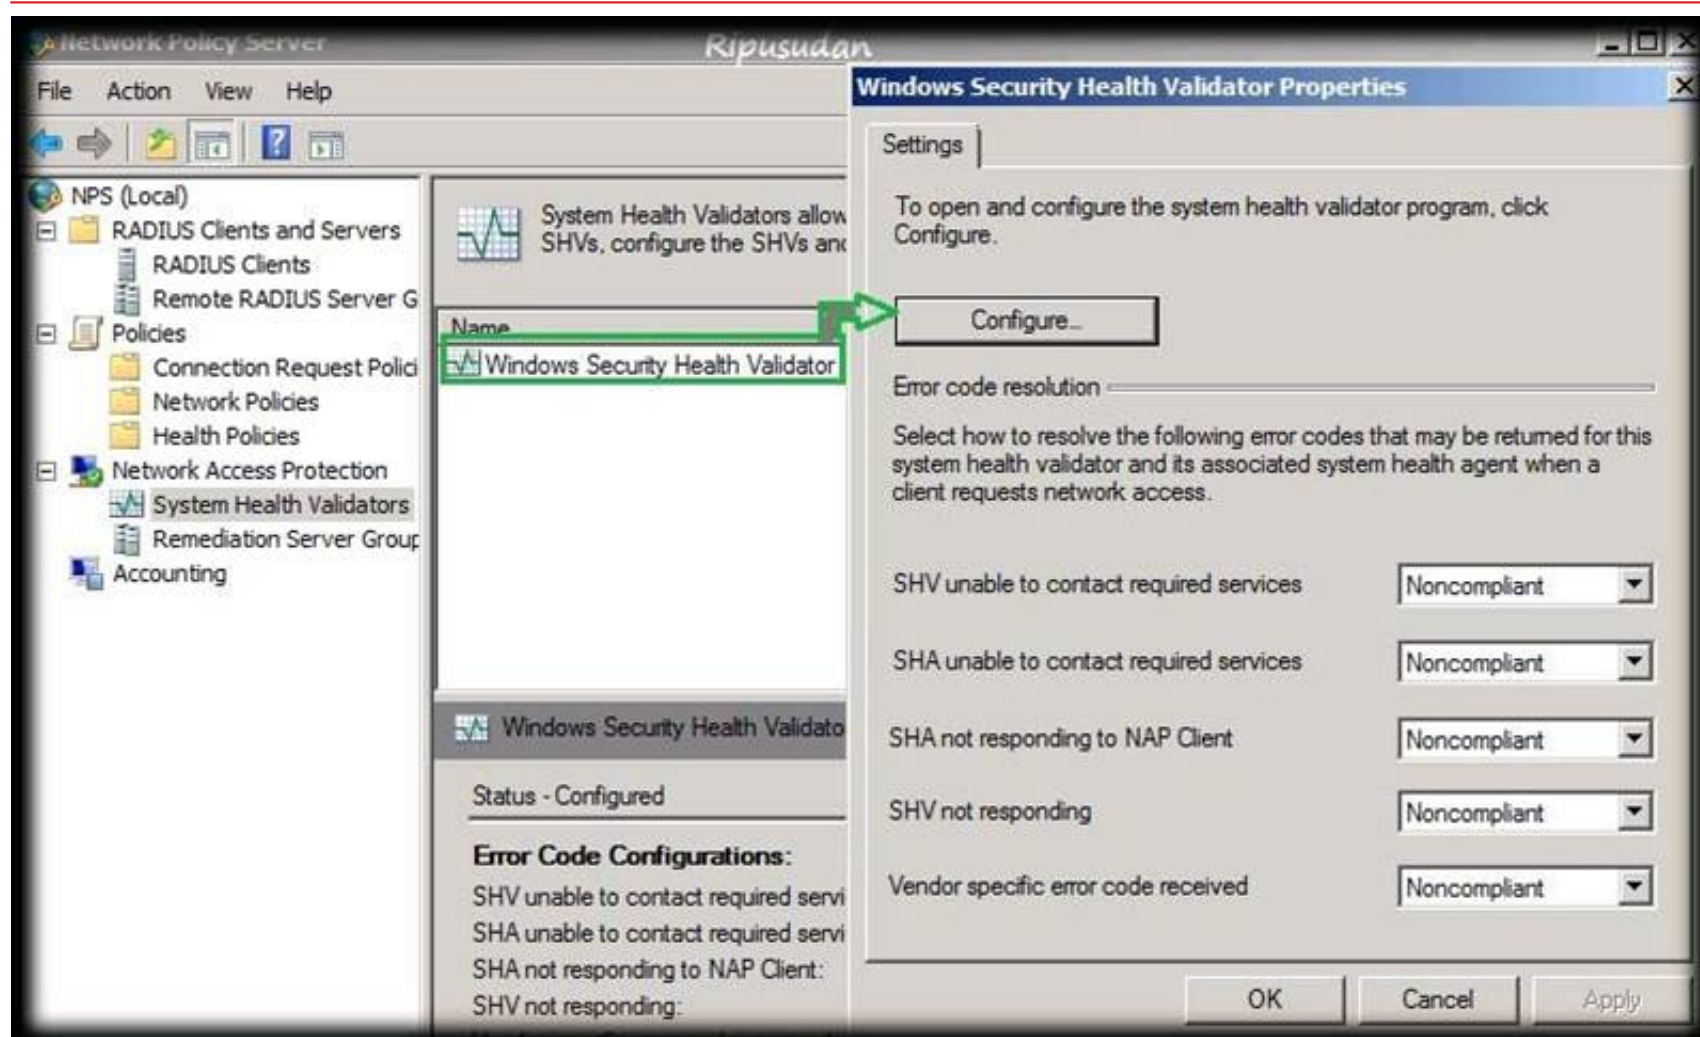 Network Policy Server
Ripusudan
File Action View Help
NPS (Local)
RADIUS Clients and Servers
RADIUS Clients
Remote RADIUS Server G
Policies
Connection Request Polici
Network Policies
Health Policies
Network Access Protection
System Health Validators
Remediation Server Group
Accounting
System Health Validators allow
SHVs, configure the SHVs and
Name
Windows Security Health Validator
Windows Security Health Validato
Status - Configured
Error Code Configurations:
SHV unable to contact required servi
SHA unable to contact required servi
SHA not responding to NAP Client:
SHV not responding:
Windows Security Health Validator Properties
Settings
To open and configure the system health validator program, click
Configure.
Configure...
Error code resolution
Select how to resolve the following error codes that may be returned for this
system health validator and its associated system health agent when a
client requests network access.
SHV unable to contact required services Noncompliant
SHA unable to contact required services Noncompliant
SHA not responding to NAP Client Noncompliant
SHV not responding Noncompliant
Vendor specific error code received Noncompliant
OK Cancel Apply